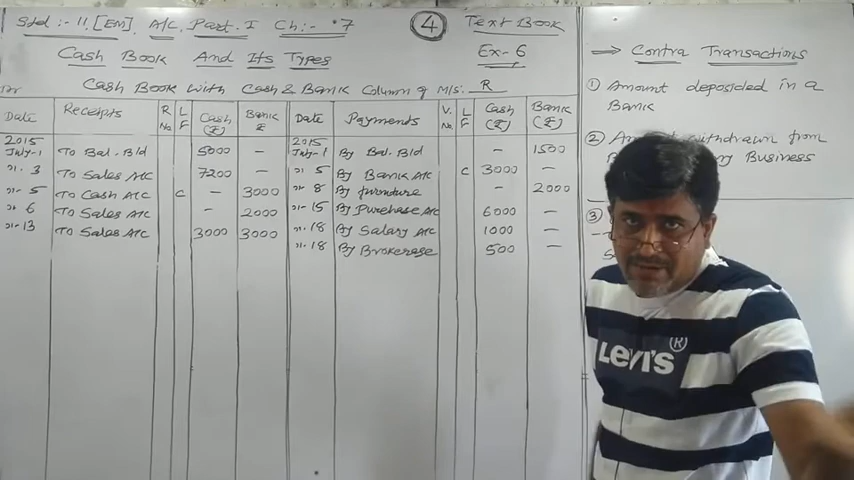 Std :- 11, [EM], A/C. Part. I Ch:- *7
4
Text Book
Cash Book And Its Types
Ex- 6
Dr Cash Book with Cash & Bank Column of M/s. R
Date Receipts R No L F Cash (₹) Bank ₹ Date Payments V. No. L F Cash (₹) Bank (₹)
2015 2015
July-1 To Bal. B/d 5000 - July-1 By Bal. B/d - 1500
"- 3 To Sales A/C 7200 - "- 5 By Bank A/C C 3000 -
"- 5 To Cash A/C C - 3000 "- 8 By furniture - 2000
"- 6 To Sales A/C - 2000 "-15 By Purchase A/C 6000 -
"-13 To Sales A/C 3000 3000 "-18 By Salary A/C 1000 -
"-18 By Brokerage 500 -
⟹ Contra Transactions
① Amount deposided in a
Bank
② withdrawn from
Business
③
Levi's ®